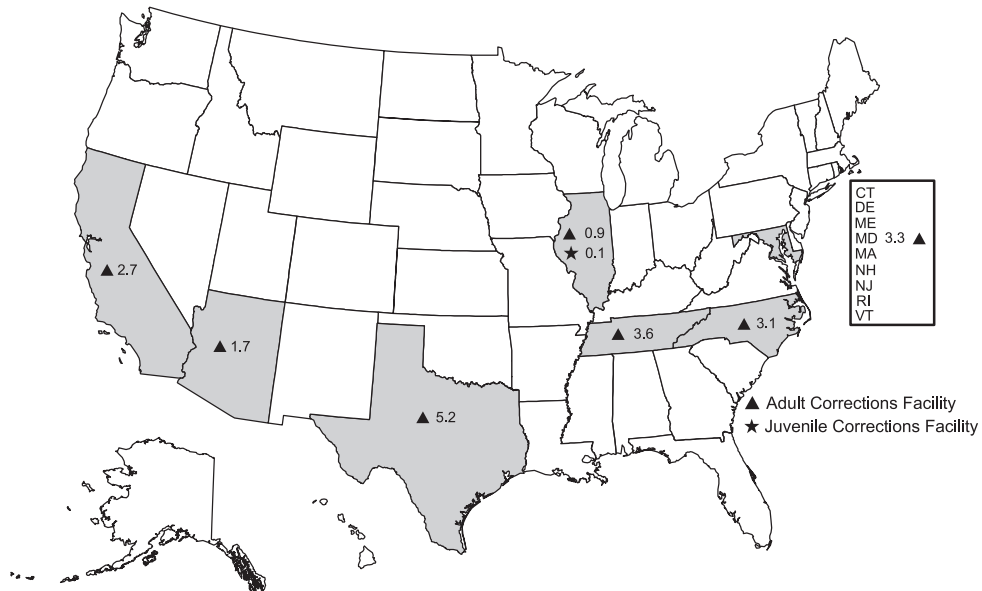 ▲ 0.9
★ 0.1
▲ 2.7
▲ 1.7
▲ 5.2
▲ 3.6
▲ 3.1
CT
DE
ME
MD 3.3 ▲
MA
NH
NJ
RI
VT
▲ Adult Corrections Facility
★ Juvenile Corrections Facility